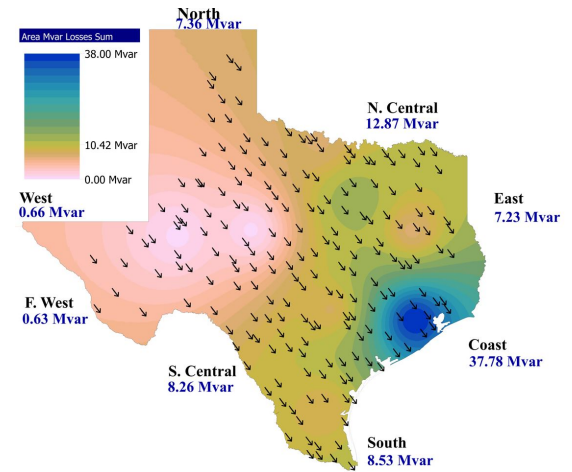 North
7.36 Mvar
Area Mvar Losses Sum
38.00 Mvar
10.42 Mvar
0.00 Mvar
N. Central
12.87 Mvar
West
0.66 Mvar
East
7.23 Mvar
F. West
0.63 Mvar
Coast
37.78 Mvar
S. Central
8.26 Mvar
South
8.53 Mvar